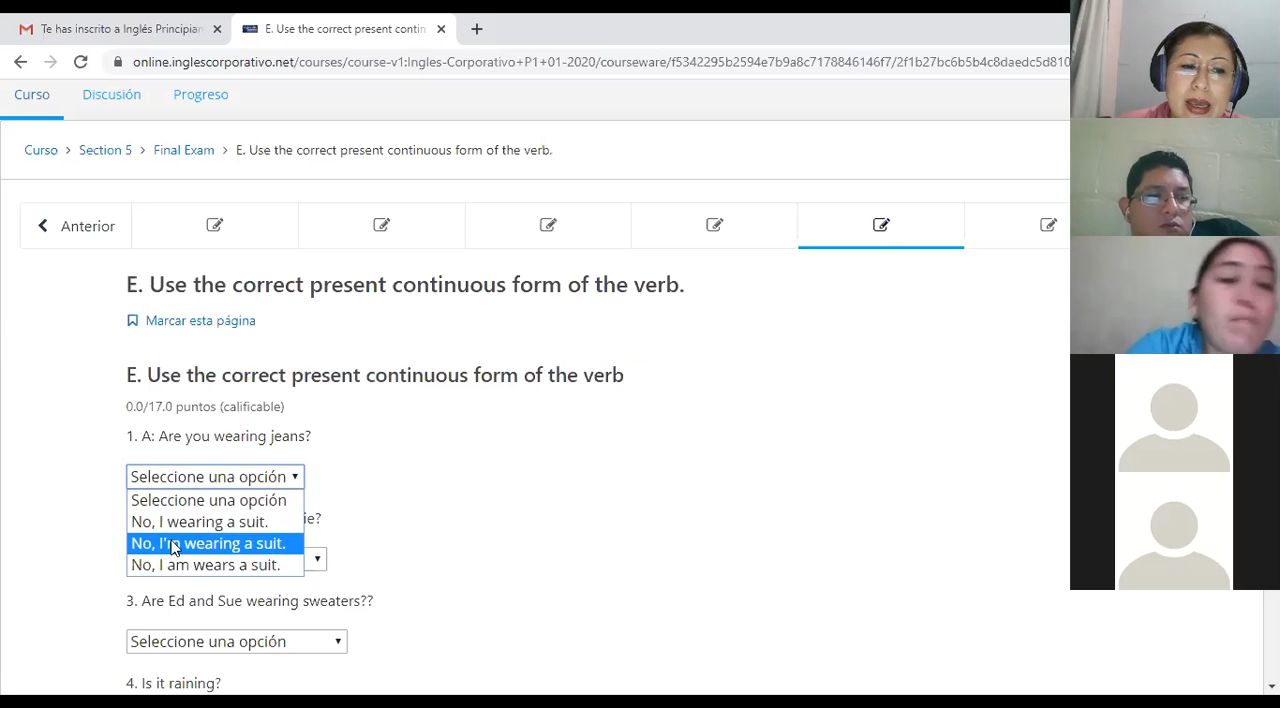 Te has inscrito a Inglés Principian
E. Use the correct present contin
online.inglescorporativo.net/courses/course-v1:Ingles-Corporativo+P1+01-2020/courseware/f5342295b2594e7b9a8c7178846146f7/2f1b27bc6b5b4c8daedc5d810
Curso Discusión Progreso
Curso > Section 5 > Final Exam > E. Use the correct present continuous form of the verb.
Anterior
E. Use the correct present continuous form of the verb.
Marcar esta página
E. Use the correct present continuous form of the verb
0.0/17.0 puntos (calificable)
1. A: Are you wearing jeans?
Seleccione una opción
Seleccione una opción
No, I wearing a suit.
ie?
No, I'm wearing a suit.
No, I am wears a suit.
3. Are Ed and Sue wearing sweaters??
Seleccione una opción
4. Is it raining?